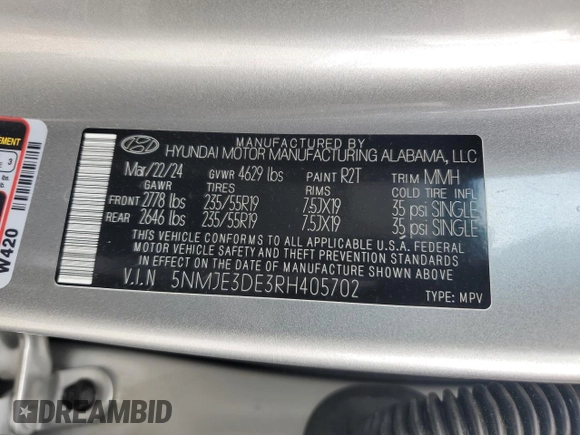 MANUFACTURED BY
HYUNDAI MOTOR MANUFACTURING ALABAMA, LLC
Mar/22/24 GVWR 4629 lbs PAINT R2T TRIM MMH
GAWR TIRES RIMS COLD TIRE INFL
FRONT 2778 lbs 235/55R19 7.5JX19 35 psi SINGLE
REAR 2646 lbs 235/55R19 7.5JX19 35 psi SINGLE
THIS VEHICLE CONFORMS TO ALL APPLICABLE U.S.A. FEDERAL
MOTOR VEHICLE SAFETY AND THEFT PREVENTION STANDARDS
IN EFFECT ON THE DATE OF MANUFACTURE SHOWN ABOVE
V.I.N 5NMJE3DE3RH405702
TYPE: MPV
3
lbs
W420
DREAMBID